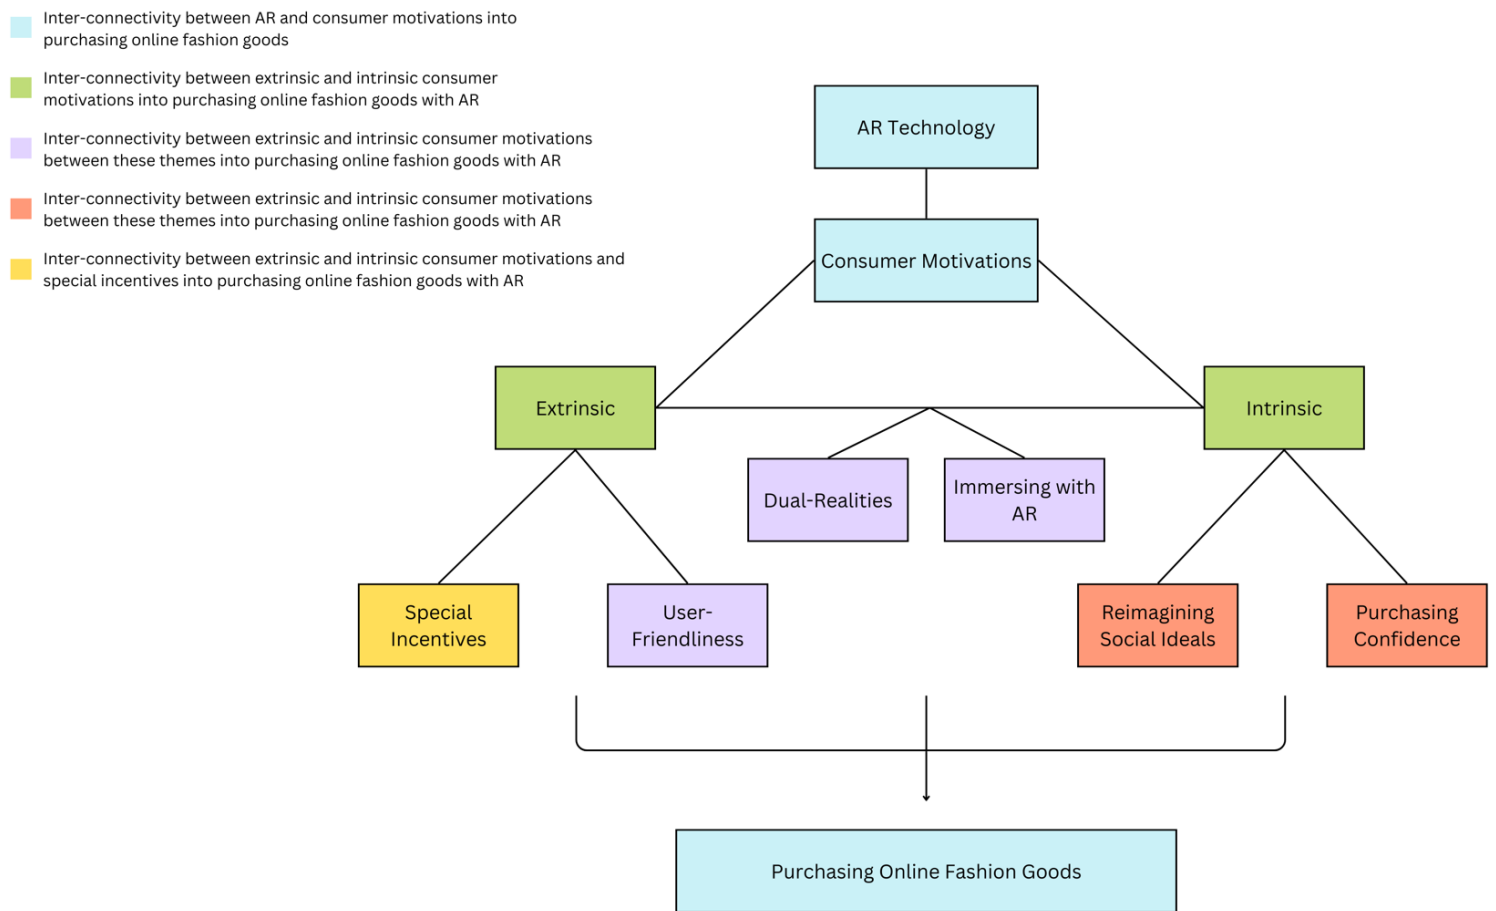 Inter-connectivity between AR and consumer motivations into
purchasing online fashion goods
Inter-connectivity between extrinsic and intrinsic consumer
motivations into purchasing online fashion goods with AR
Inter-connectivity between extrinsic and intrinsic consumer motivations
between these themes into purchasing online fashion goods with AR
Inter-connectivity between extrinsic and intrinsic consumer motivations
between these themes into purchasing online fashion goods with AR
Inter-connectivity between extrinsic and intrinsic consumer motivations and
special incentives into purchasing online fashion goods with AR
AR Technology
Consumer Motivations
Extrinsic
Intrinsic
Dual-Realities
Immersing with
AR
Special
Incentives
User-
Friendliness
Reimagining
Social Ideals
Purchasing
Confidence
Purchasing Online Fashion Goods